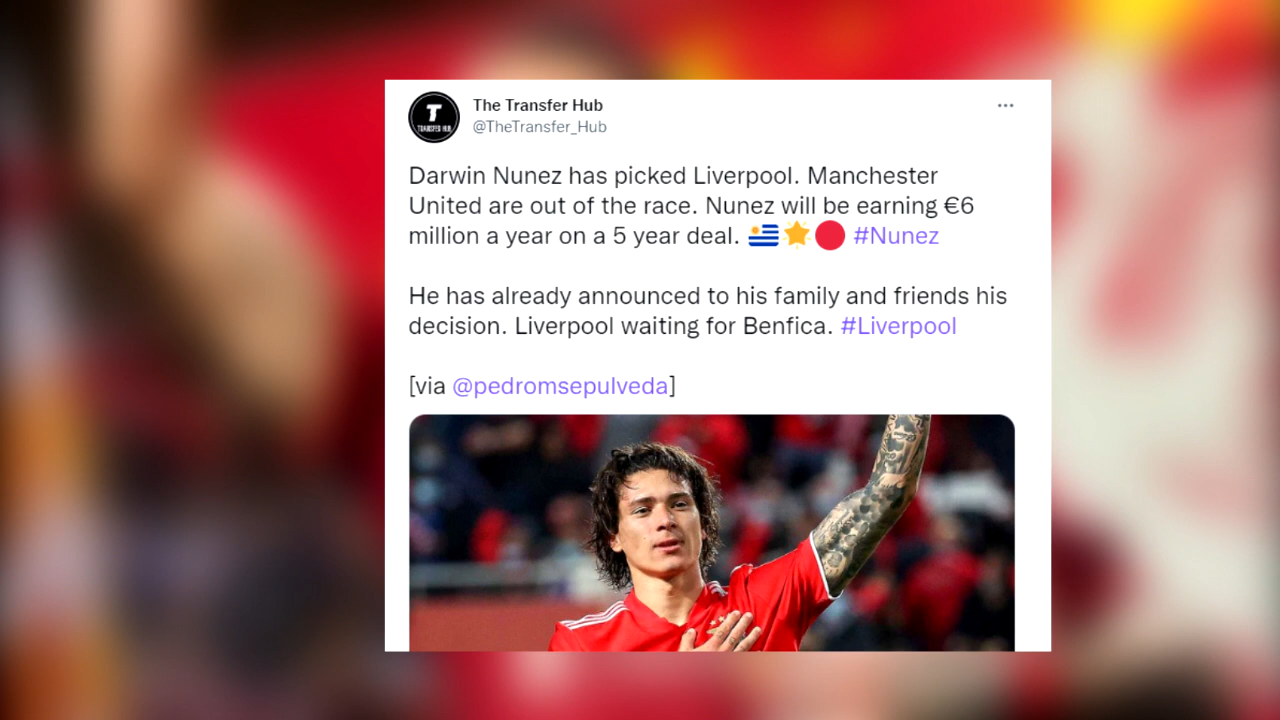 T
TRANSFER HUB
The Transfer Hub
@TheTransfer_Hub
Darwin Nunez has picked Liverpool. Manchester
United are out of the race. Nunez will be earning €6
million a year on a 5 year deal. 🇺🇾🌟🔴 #Nunez
He has already announced to his family and friends his
decision. Liverpool waiting for Benfica. #Liverpool
[via @pedromsepulveda]